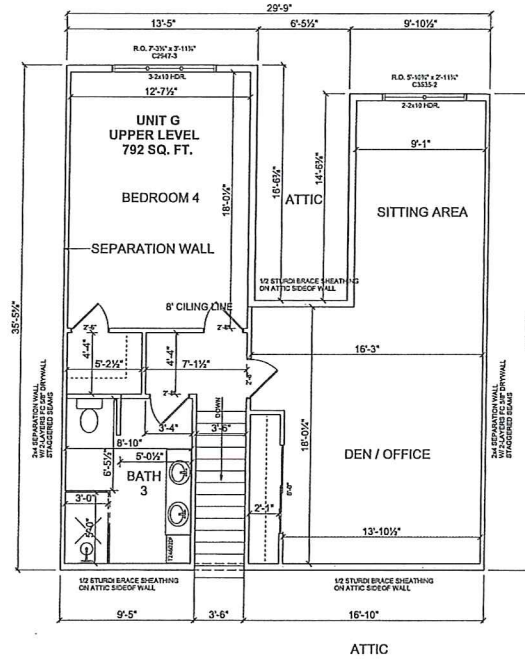 29'-9"
13'-5"
6'-5½"
9'-10½"
R.O. 7'-3¾" x 3'-11¾"
C2947-3
3-2x10 HDR.
R.O. 5'-10⅞" x 2'-11¾"
C3535-2
2-2x10 HDR.
12'-7½"
UNIT G
UPPER LEVEL
792 SQ. FT.
9'-1"
BEDROOM 4
18'-0½"
16'-6¾"
14'-6¾"
ATTIC
SITTING AREA
SEPARATION WALL
1/2 STURDI BRACE SHEATHING
ON ATTIC SIDEOF WALL
8' CILING LINE
35'-5½"
2'-6"
2'-8"
4'-4"
5'-2½"
4'-4"
7'-1½"
2'-6"
16'-3"
2x4 SEPARATION WALL
W/ 2-LAYERS FC 5/8" DRYWALL
STAGGERED SEAMS
2'-8"
3'-4"
3'-6"
DOWN
8'-10"
5'-0½"
6'-5½"
BATH
3
3'-0"
5'-0"
18'-0½"
DEN / OFFICE
2x4 SEPARATION WALL
W/ 2-LAYERS FC 5/8" DRYWALL
STAGGERED SEAMS
2'-1"
13'-10½"
1/2 STURDI BRACE SHEATHING
ON ATTIC SIDEOF WALL
1/2 STURDI BRACE SHEATHING
ON ATTIC SIDEOF WALL
9'-5"
3'-6"
16'-10"
ATTIC